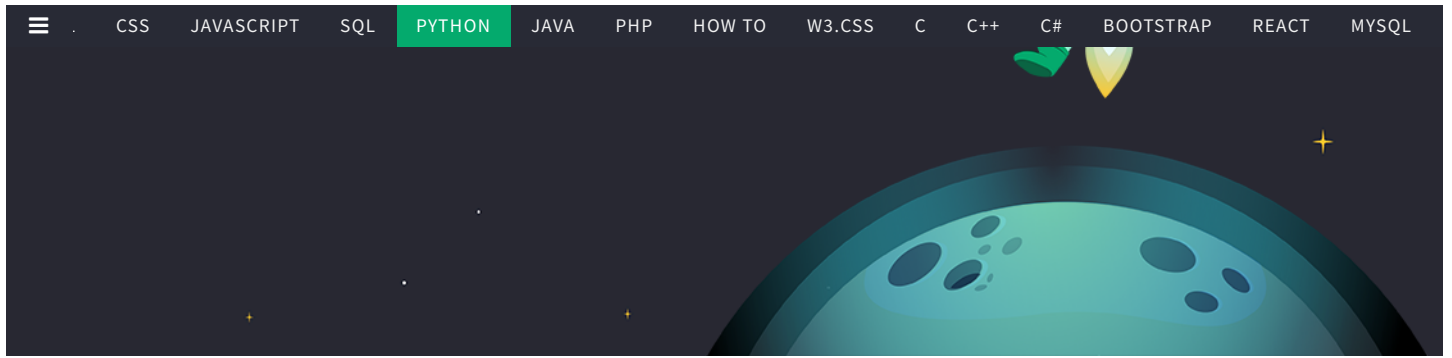 CSS JAVASCRIPT SQL PYTHON JAVA PHP HOW TO W3.CSS C C++ C# BOOTSTRAP REACT MYSQL